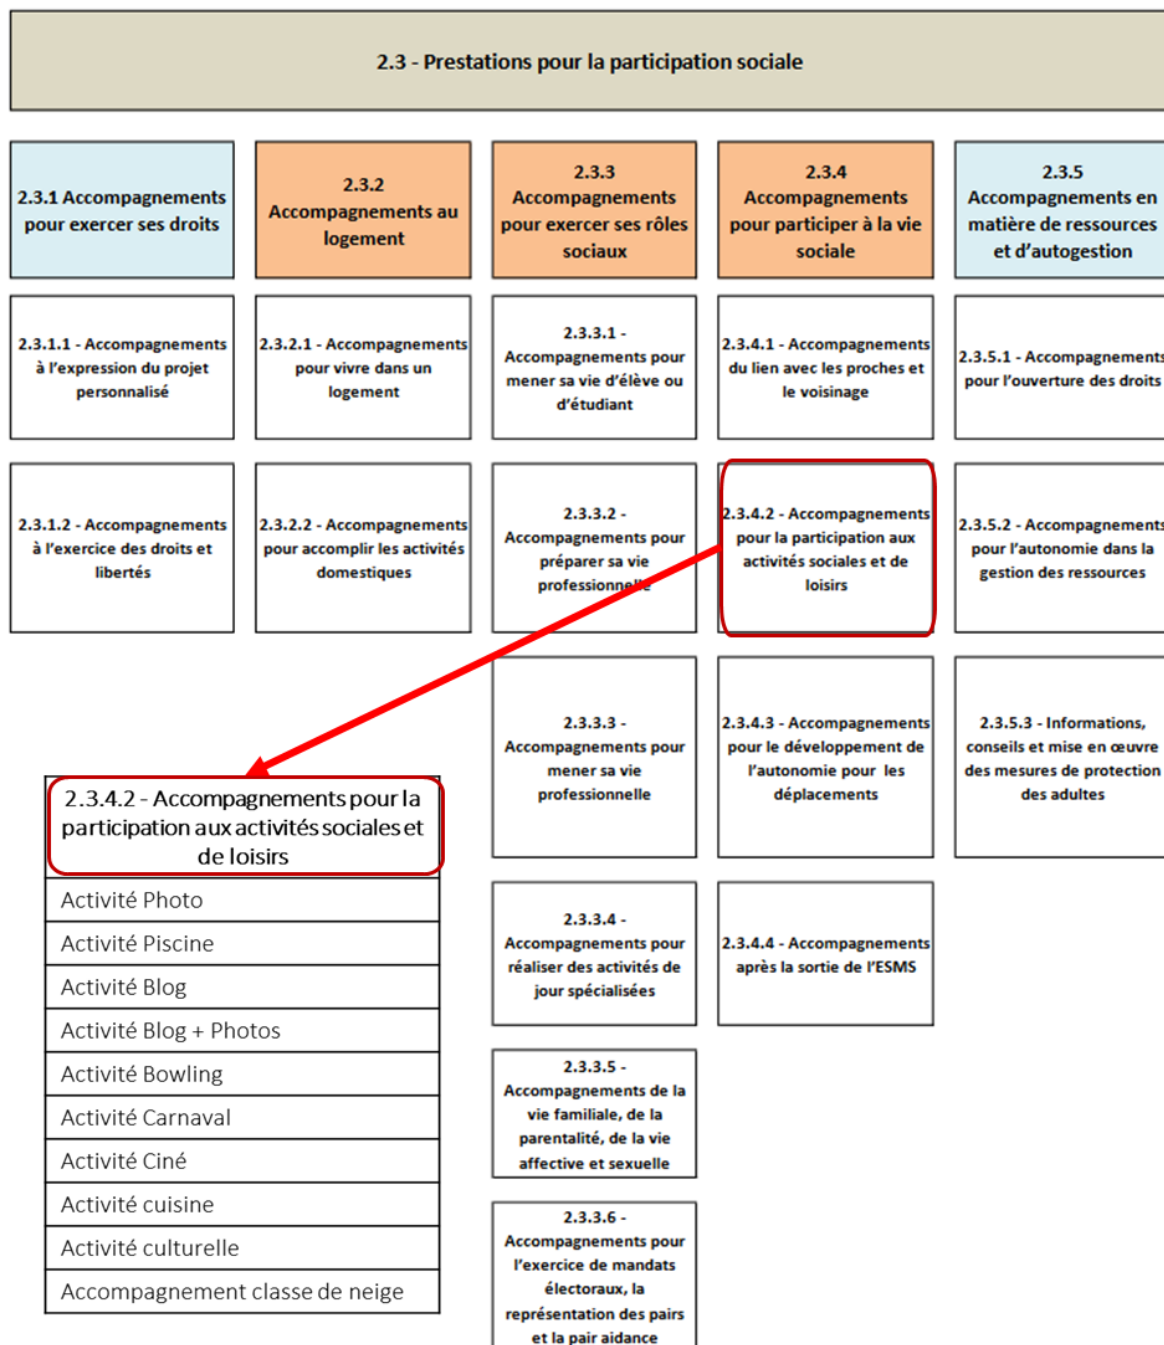 2.3 - Prestations pour la participation sociale
2.3.1 Accompagnements
pour exercer ses droits
2.3.2
Accompagnements au
logement
2.3.3
Accompagnements
pour exercer ses rôles
sociaux
2.3.4
Accompagnements
pour participer à la vie
sociale
2.3.5
Accompagnements en
matière de ressources
et d'autogestion
2.3.1.1 - Accompagnements
à l'expression du projet
personnalisé
2.3.2.1 - Accompagnements
pour vivre dans un
logement
2.3.3.1 -
Accompagnements pour
mener sa vie d'élève ou
d'étudiant
2.3.4.1 - Accompagnements
du lien avec les proches et
le voisinage
2.3.5.1 - Accompagnements
pour l'ouverture des droits
2.3.1.2 - Accompagnements
à l'exercice des droits et
libertés
2.3.2.2 - Accompagnements
pour accomplir les activités
domestiques
2.3.3.2 -
Accompagnements pour
préparer sa vie
professionnelle
2.3.4.2 - Accompagnements
pour la participation aux
activités sociales et de
loisirs
2.3.5.2 - Accompagnements
pour l'autonomie dans la
gestion des ressources
2.3.3.3 -
Accompagnements pour
mener sa vie
professionnelle
2.3.4.3 - Accompagnements
pour le développement de
l'autonomie pour les
déplacements
2.3.5.3 - Informations,
conseils et mise en œuvre
des mesures de protection
des adultes
2.3.4.2 - Accompagnements pour la
participation aux activités sociales et
de loisirs
Activité Photo
Activité Piscine
Activité Blog
Activité Blog + Photos
Activité Bowling
Activité Carnaval
Activité Ciné
Activité cuisine
Activité culturelle
Accompagnement classe de neige
2.3.3.4 -
Accompagnements pour
réaliser des activités de
jour spécialisées
2.3.4.4 - Accompagnements
après la sortie de l'ESMS
2.3.3.5 -
Accompagnements de la
vie familiale, de la
parentalité, de la vie
affective et sexuelle
2.3.3.6 -
Accompagnements pour
l'exercice de mandats
électoraux, la
représentation des pairs
et la pair aidance